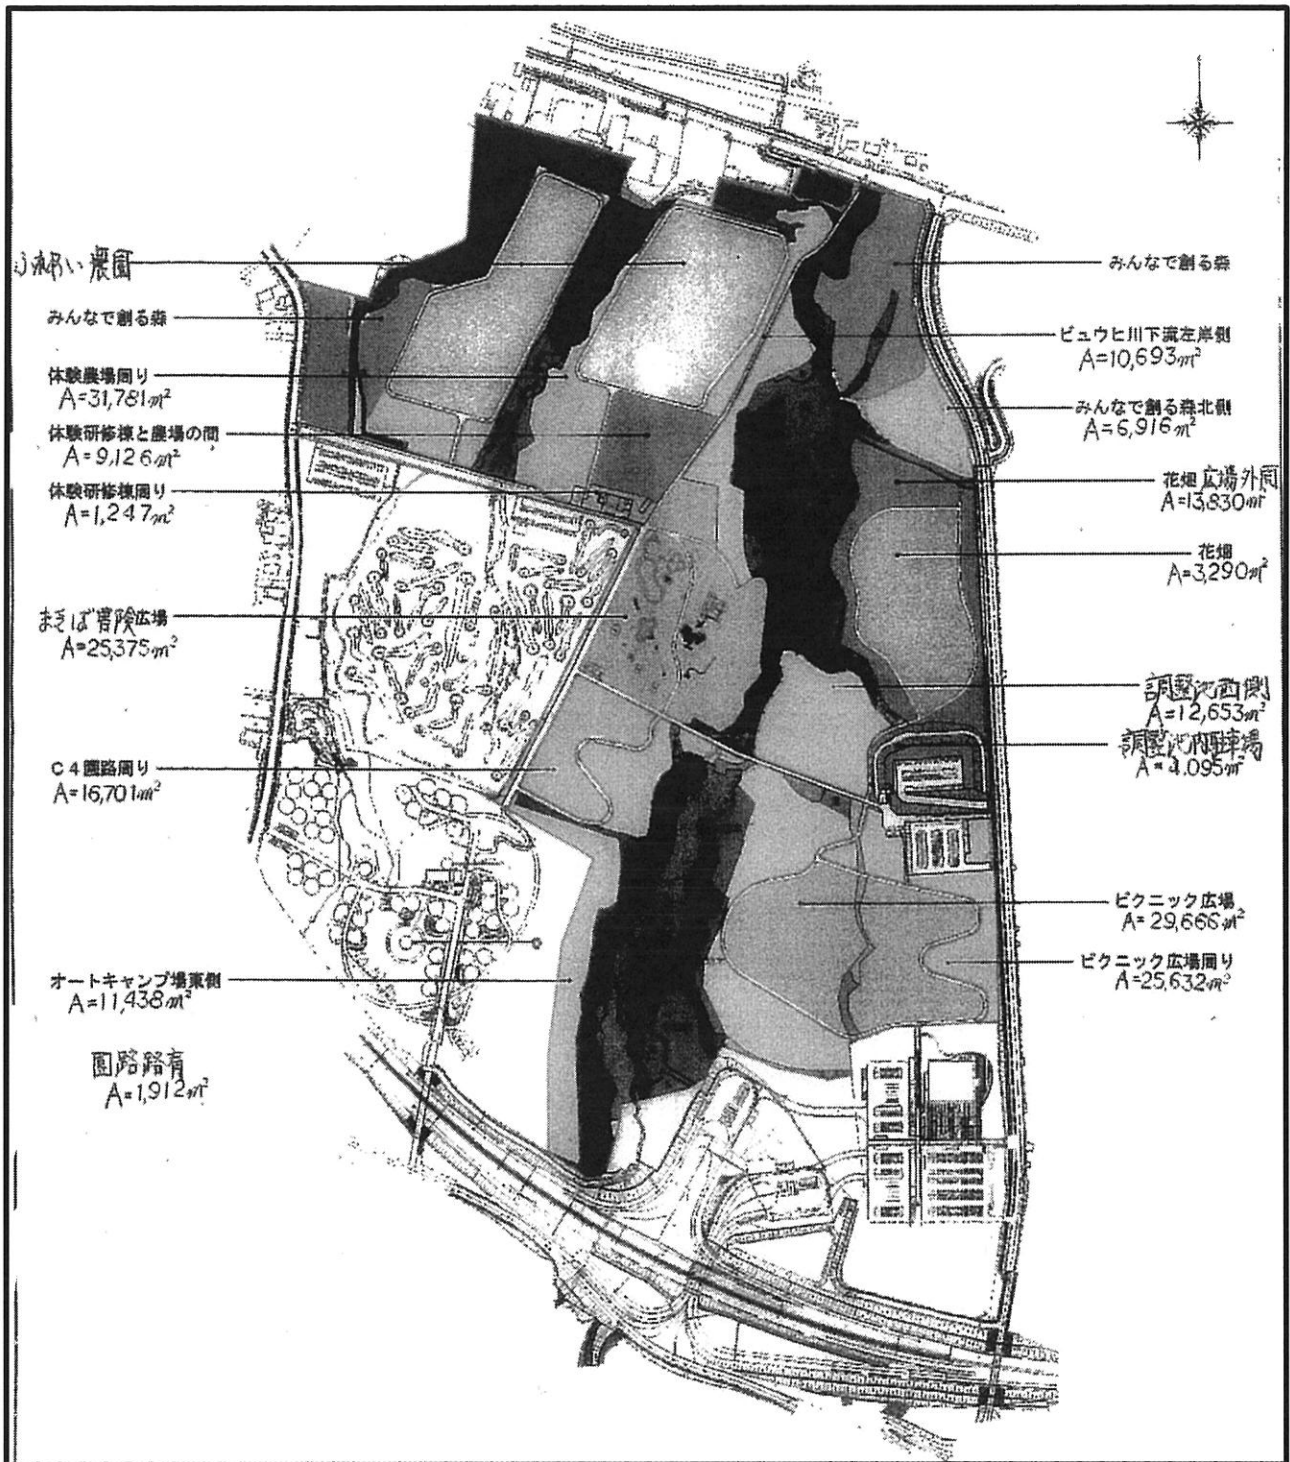 ふれあい農園
みんなで創る森
体験農場周り
A=31,781m²
体験研修棟と農場の間
A=9,126m²
体験研修棟周り
A=1,247m²
まきば冒険広場
A=25,375m²
C4園路周り
A=16,701m²
オートキャンプ場東側
A=11,438m²
園路路肩
A=1,912m²
みんなで創る森
ビュウヒ川下流左岸側
A=10,693m²
みんなで創る森北側
A=6,916m²
花畑広場外周
A=13,830m²
花畑
A=3,290m²
調整池西側
A=12,653m²
調整池内駐車場
A=4.095m²
ピクニック広場
A=29,666m²
ピクニック広場周り
A=25,632m²